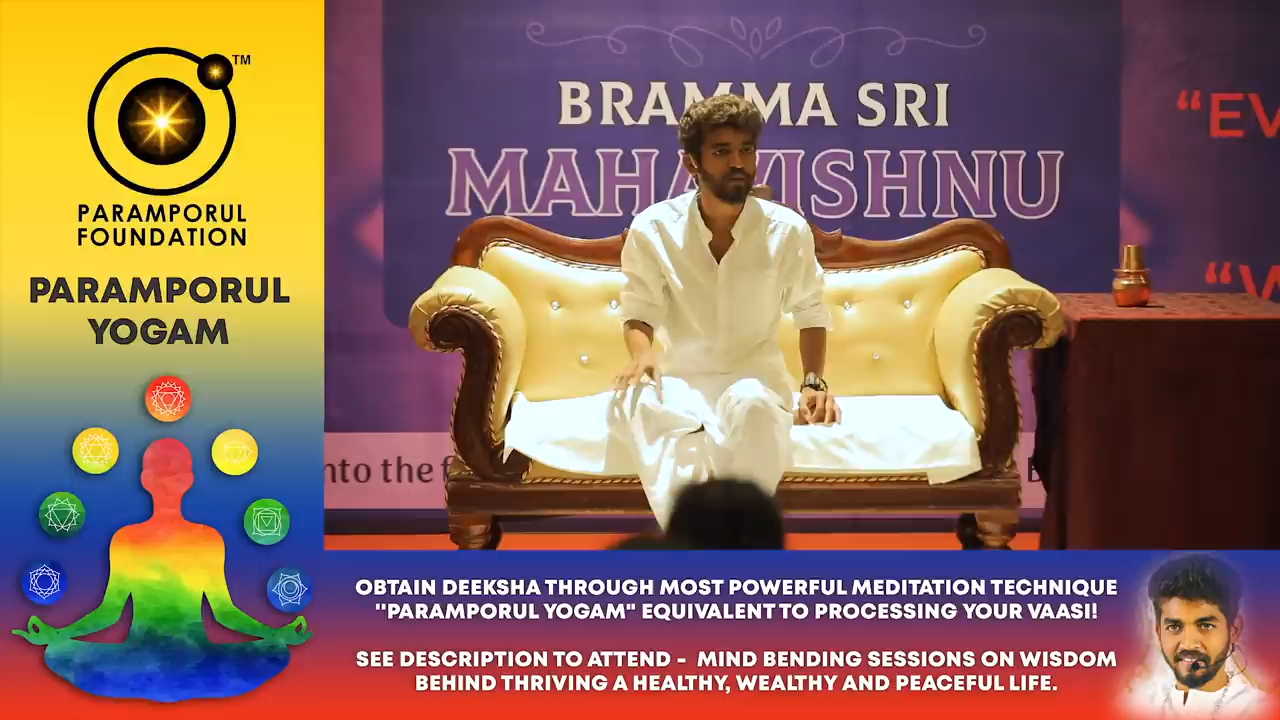 TM
PARAMPORUL
FOUNDATION
PARAMPORUL
YOGAM
BRAMMA SRI
MAHAVISHNU
“EV
“W
nto the f
OBTAIN DEEKSHA THROUGH MOST POWERFUL MEDITATION TECHNIQUE
"PARAMPORUL YOGAM" EQUIVALENT TO PROCESSING YOUR VAASI!
SEE DESCRIPTION TO ATTEND - MIND BENDING SESSIONS ON WISDOM
BEHIND THRIVING A HEALTHY, WEALTHY AND PEACEFUL LIFE.